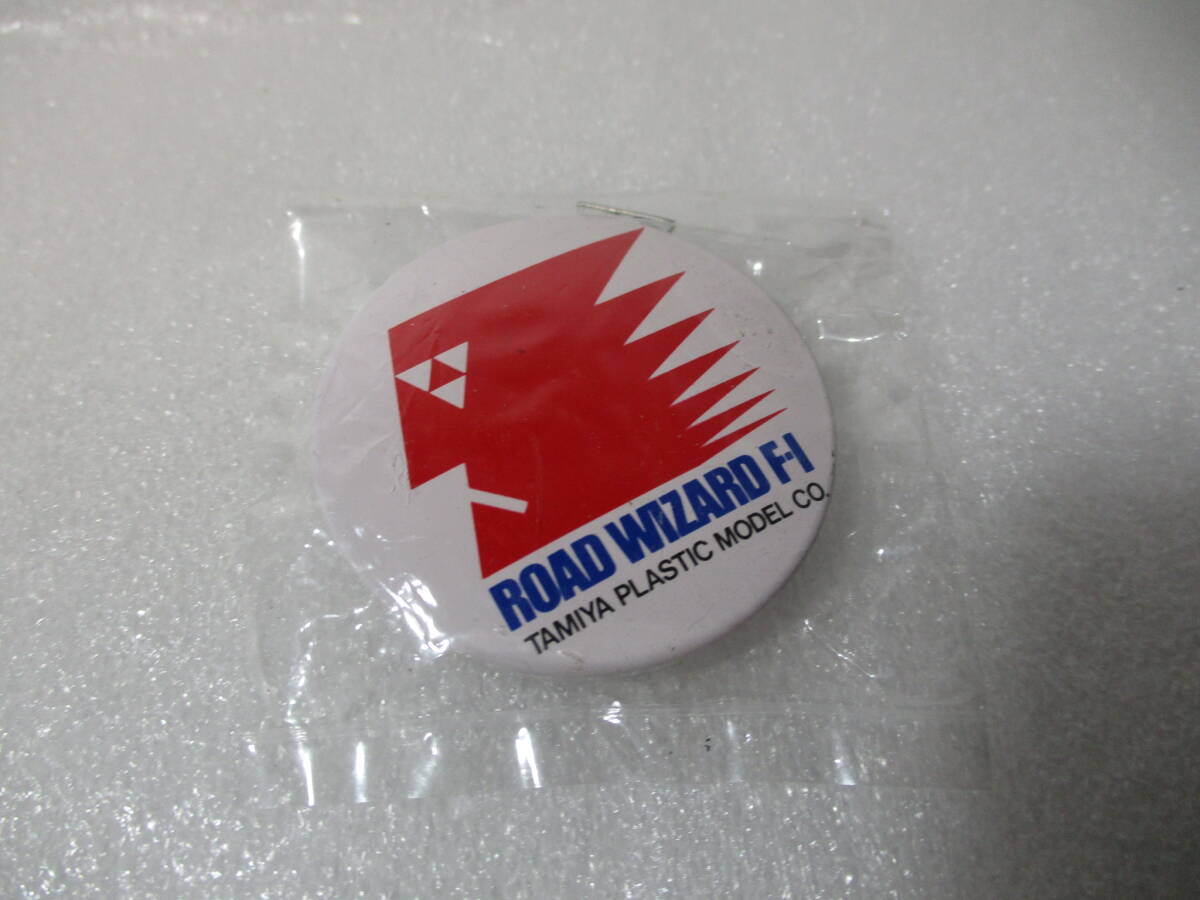 ROAD WIZARD F-1
TAMIYA PLASTIC MODEL CO.